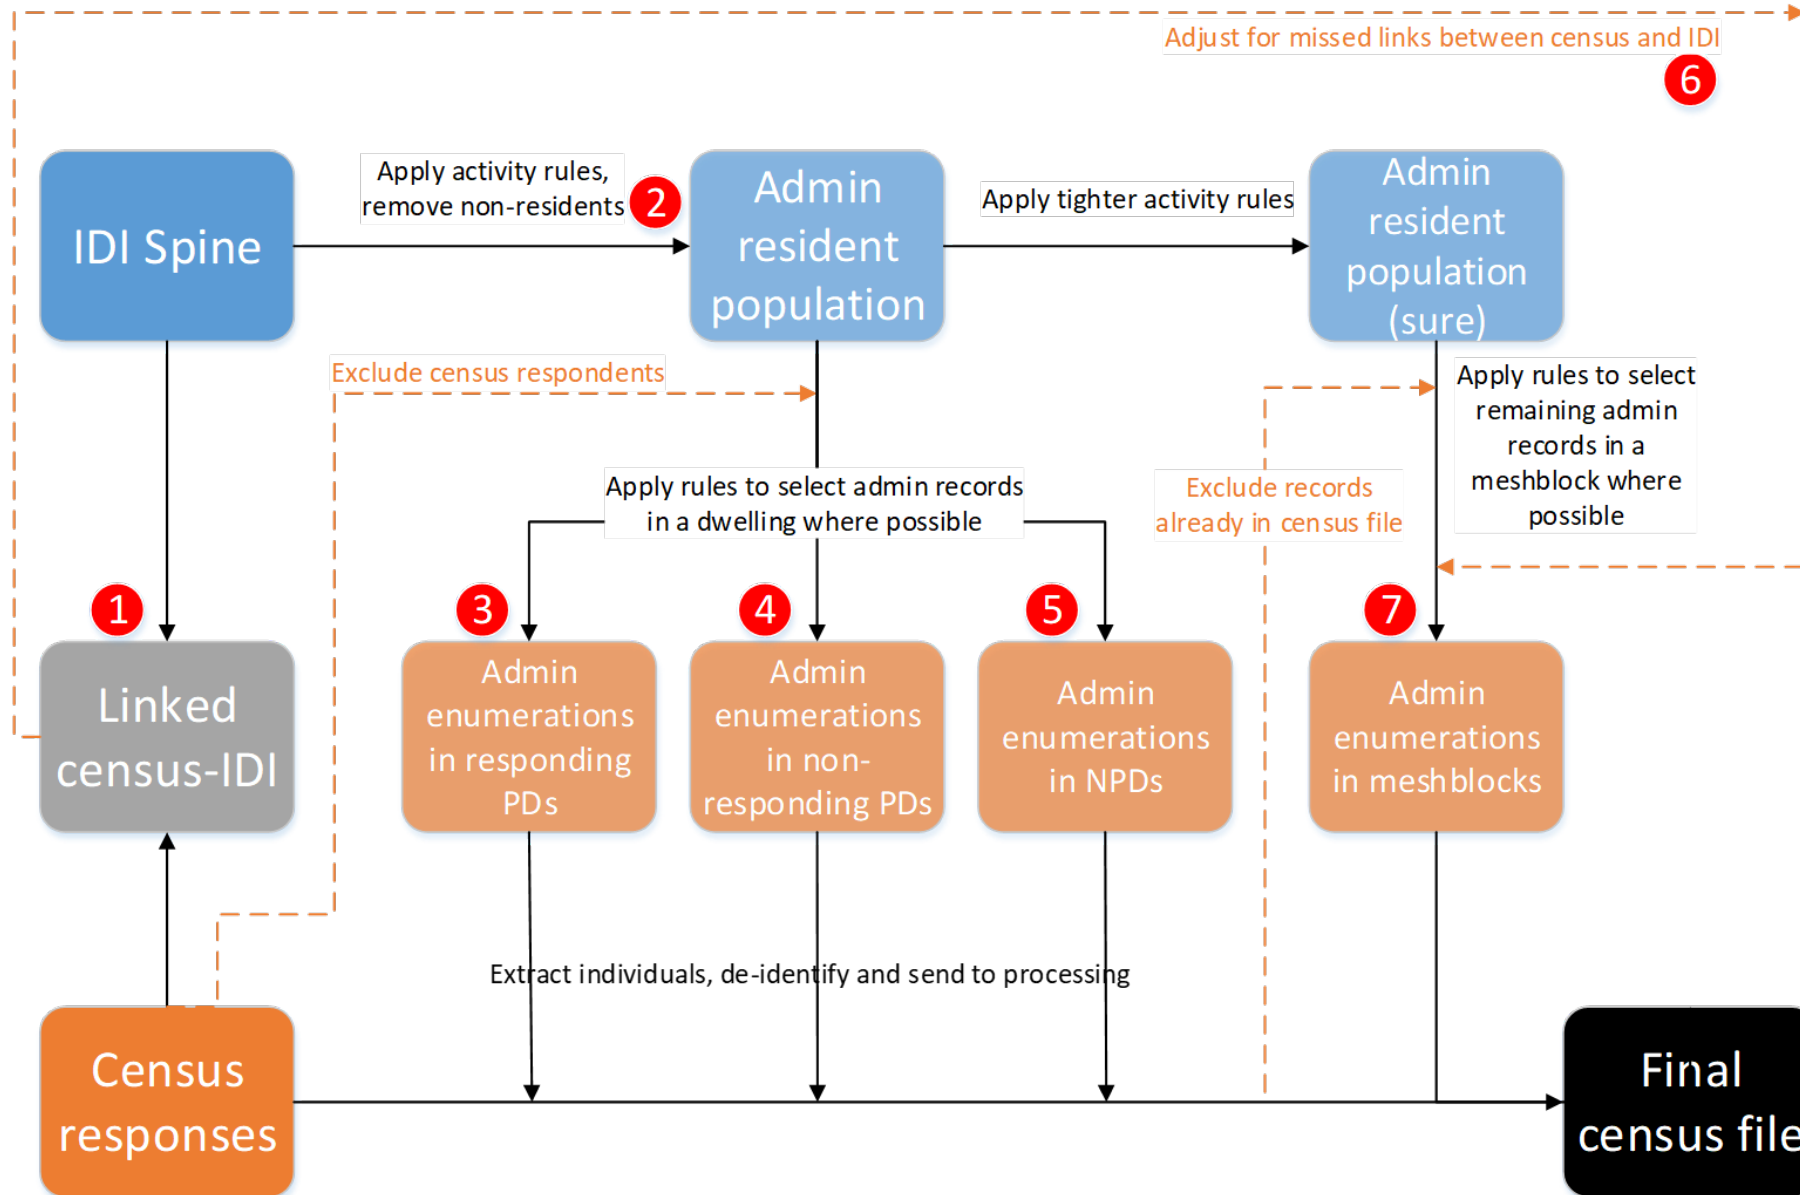 Adjust for missed links between census and IDI
6
IDI Spine
Apply activity rules,
remove non-residents
2
Admin
resident
population
Apply tighter activity rules
Admin
resident
population
(sure)
Exclude census respondents
Apply rules to select
remaining admin
records in a
meshblock where
possible
Apply rules to select admin records
in a dwelling where possible
Exclude records
already in census file
1
3
4
5
7
Linked
census-IDI
Admin
enumerations
in responding
PDs
Admin
enumerations
in non-
responding PDs
Admin
enumerations
in NPDs
Admin
enumerations
in meshblocks
Extract individuals, de-identify and send to processing
Census
responses
Final
census file